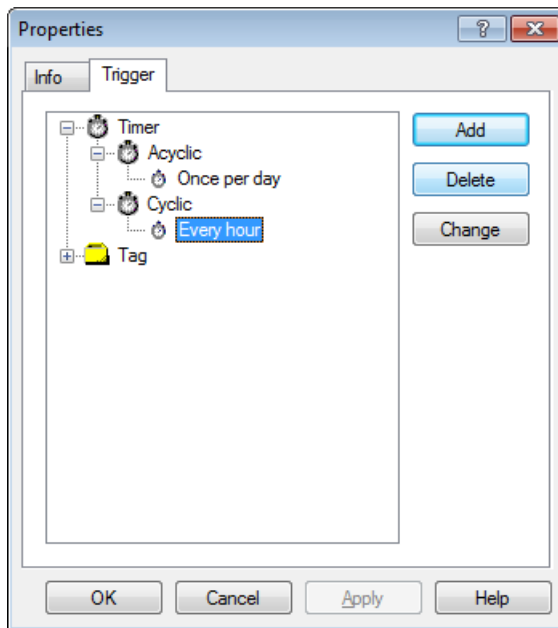 Properties
?
Info
Trigger
Timer
Add
Acyclic
Once per day
Delete
Cyclic
Every hour
Change
Tag
OK
Cancel
Apply
Help